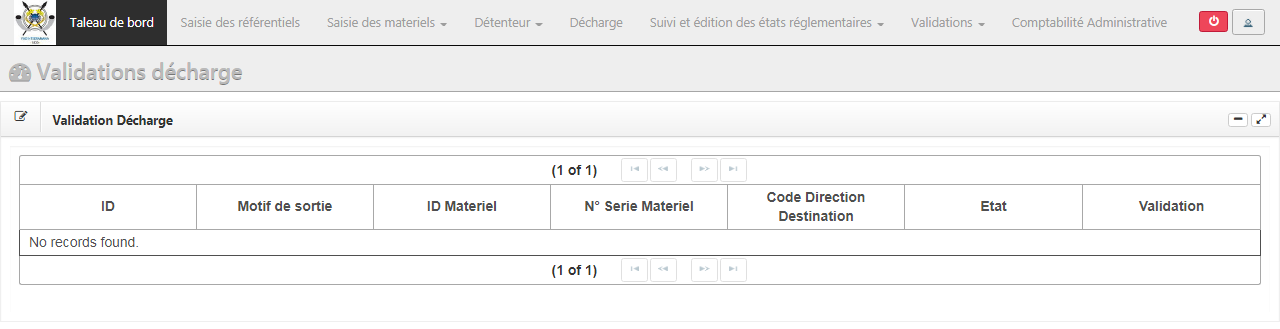 Taleau de bord
Saisie des référentiels
Saisie des materiels
Détenteur
Décharge
Suivi et édition des états réglementaires
Validations
Comptabilité Administrative
Validations décharge
Validation Décharge
(1 of 1)
ID
Motif de sortie
ID Materiel
N° Serie Materiel
Code Direction
Destination
Etat
Validation
No records found.
(1 of 1)